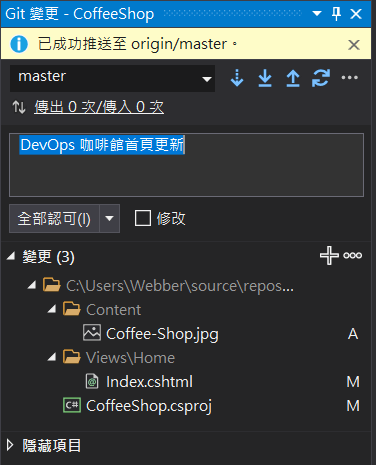 Git 變更 - CoffeeShop
已成功推送至 origin/master。
master
傳出 0 次/傳入 0 次
DevOps 咖啡館首頁更新
全部認可(I) 修改
變更 (3)
C:\Users\Webber\source\repos...
Content
Coffee-Shop.jpg A
Views\Home
Index.cshtml M
C# CoffeeShop.csproj M
隱藏項目